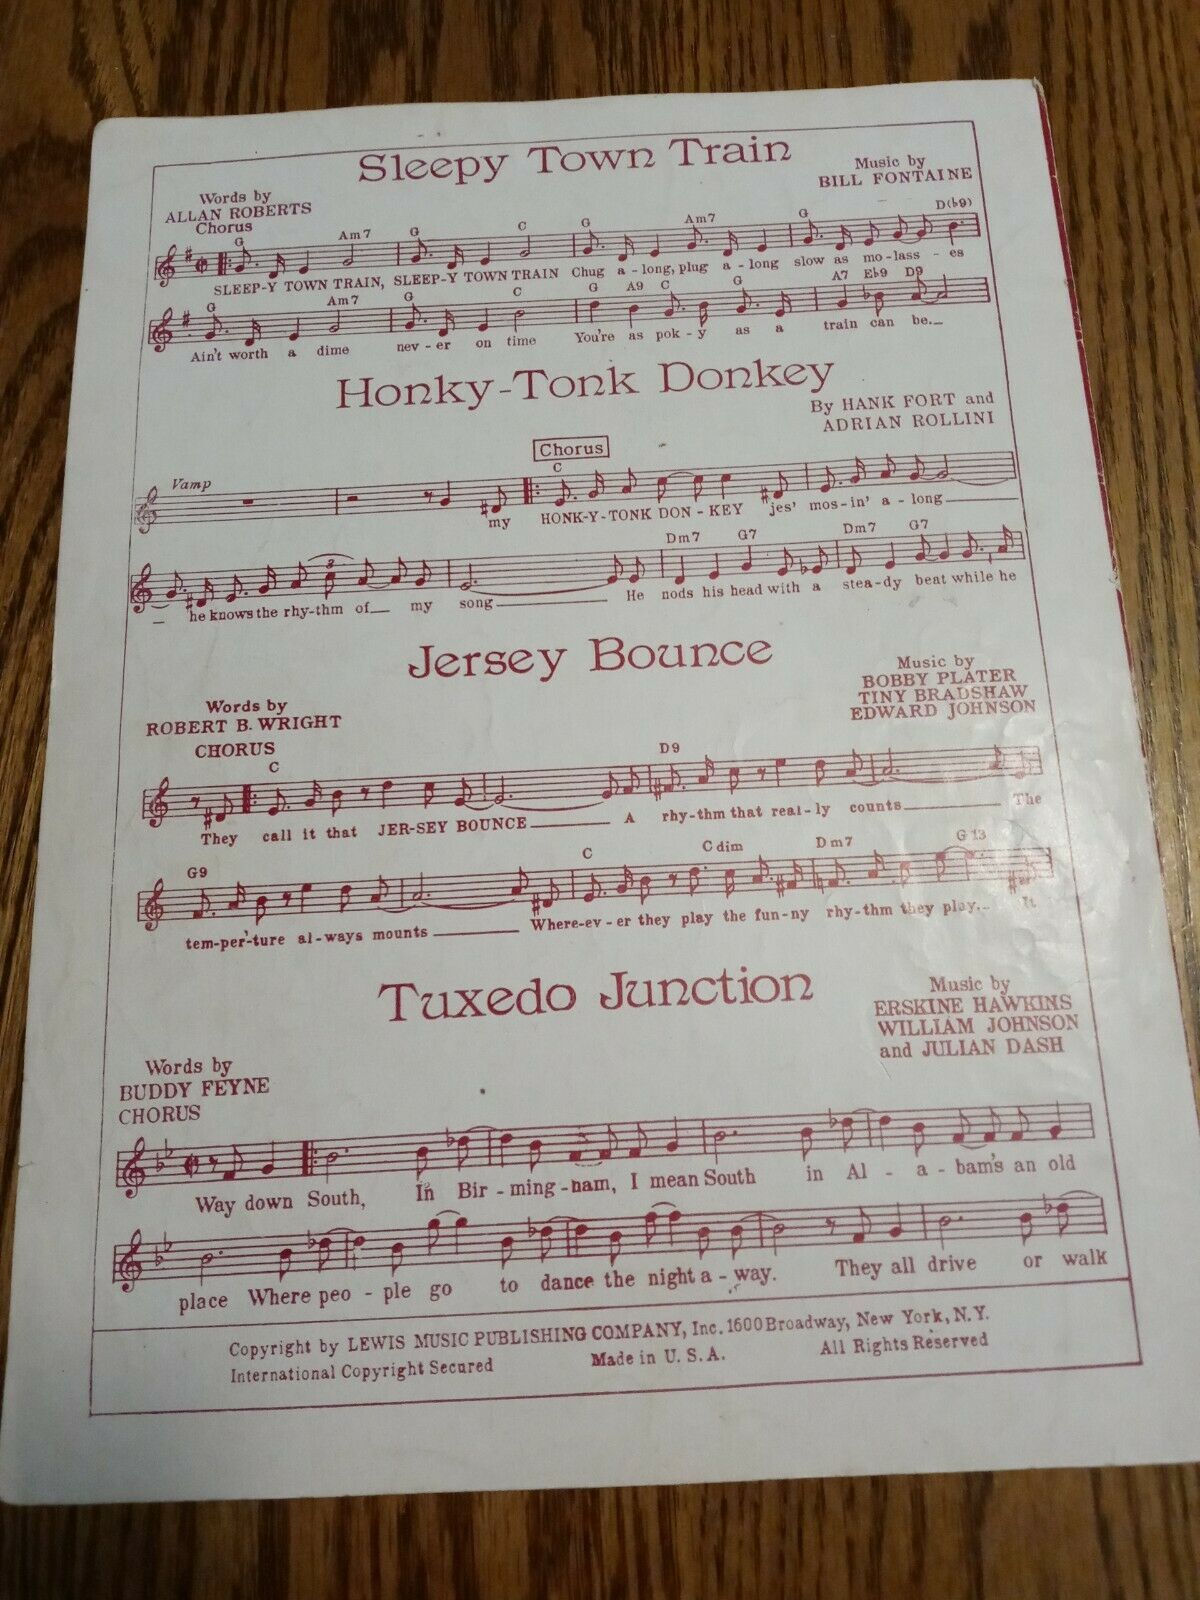 Sleepy Town Train
Words by
ALLAN ROBERTS
Music by
BILL FONTAINE
Chorus
G Am7 G C G Am7 G D(b9)
SLEEP-Y TOWN TRAIN, SLEEP-Y TOWN TRAIN Chug a-long, plug a-long slow as mo-lass-es
G Am7 G C G A9 C G A7 Eb9 D9
Ain't worth a dime nev-er on time You're as pok-y as a train can be.
Honky-Tonk Donkey
By HANK FORT and
ADRIAN ROLLINI
Vamp
Chorus
C
my HONK-Y-TONK DON-KEY jes' mos-in' a-long
3 Dm7 G7 Dm7 G7
he knows the rhy-thm of my song He nods his head with a stea-dy beat while he
Jersey Bounce
Words by
ROBERT B. WRIGHT
Music by
BOBBY PLATER
TINY BRADSHAW
EDWARD JOHNSON
CHORUS
C D9
They call it that JER-SEY BOUNCE A rhy-thm that real-ly counts The
G9 C C dim Dm7 G 13
tem-per-'ture al-ways mounts Where-ev-er they play the fun-ny rhy-thm they play. It
Tuxedo Junction
Words by
BUDDY FEYNE
Music by
ERSKINE HAWKINS
WILLIAM JOHNSON
and JULIAN DASH
CHORUS
Way down South, In Bir-ming-ham, I mean South in Al-a-bam's an old
place Where peo-ple go to dance the night a-way. They all drive or walk
Copyright by LEWIS MUSIC PUBLISHING COMPANY, Inc. 1600 Broadway, New York, N.Y.
International Copyright Secured Made in U.S.A. All Rights Reserved